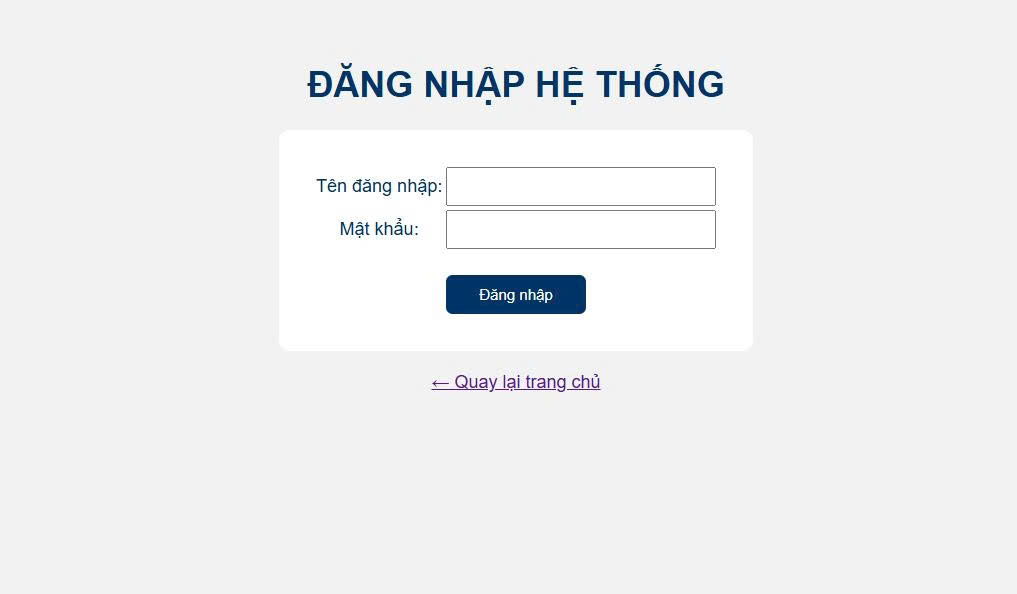 ĐĂNG NHẬP HỆ THỐNG
Tên đăng nhập:
Mật khẩu:
Đăng nhập
← Quay lại trang chủ